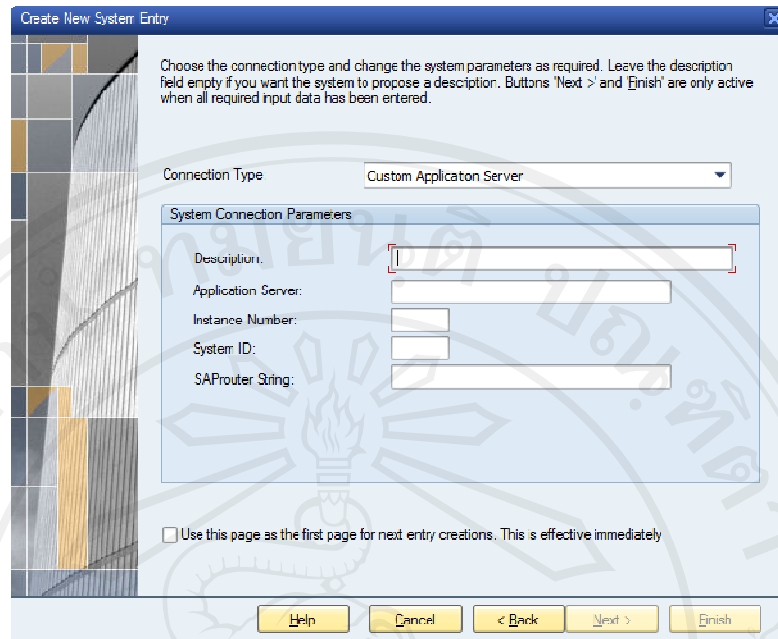 Create New System Entry
Choose the connection type and change the system parameters as required. Leave the description
field empty if you want the system to propose a description. Buttons 'Next >' and 'Finish' are only active
when all required input data has been entered.
Connection Type
Custom Application Server
System Connection Parameters
Description:
Application Server:
Instance Number:
System ID:
SAProuter String:
Use this page as the first page for next entry creations. This is effective immediately
Help
Cancel
< Back
Next >
Finish